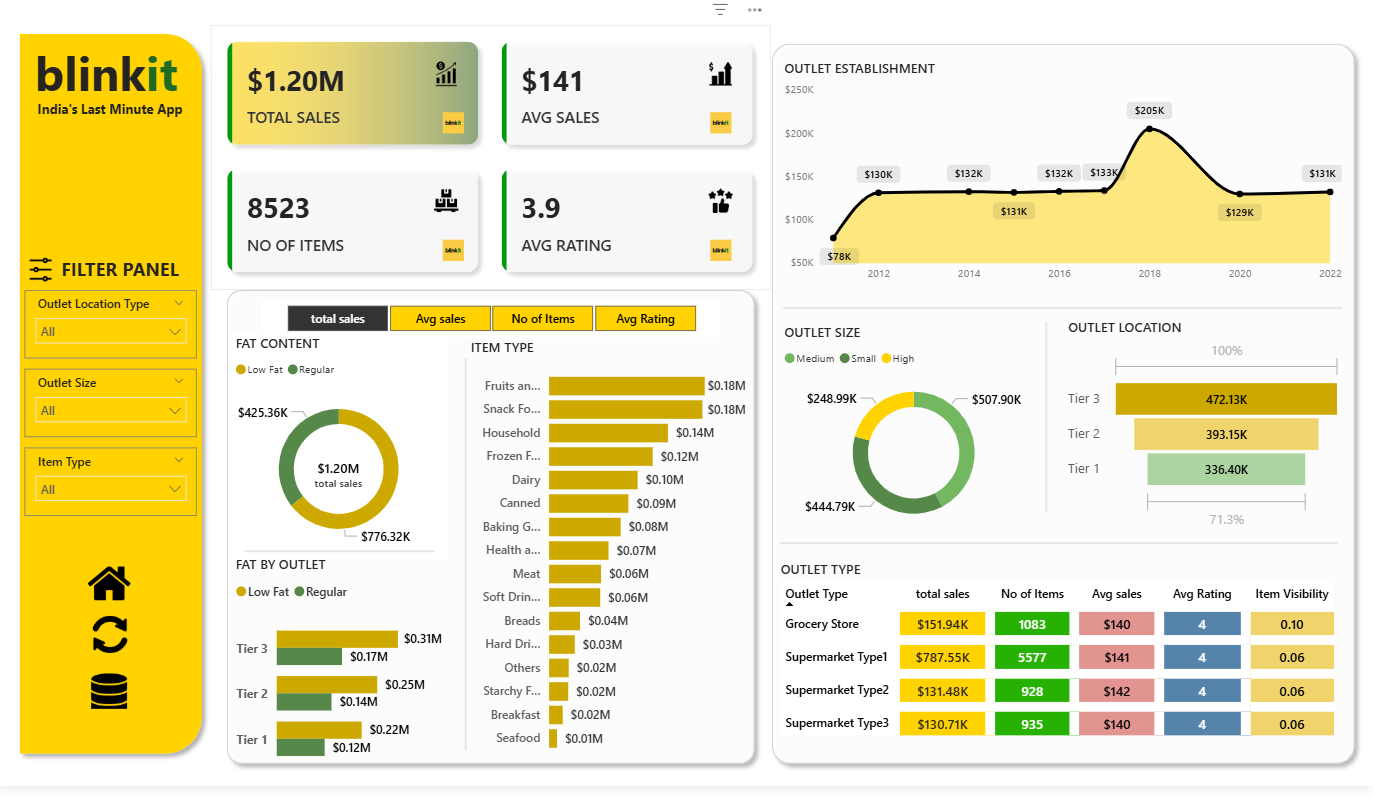 blinkit
India's Last Minute App
FILTER PANEL
Outlet Location Type
All
Outlet Size
All
Item Type
All
$1.20M
TOTAL SALES
blinkit
$141
AVG SALES
blinkit
8523
NO OF ITEMS
blinkit
3.9
AVG RATING
blinkit
total sales Avg sales No of Items Avg Rating
FAT CONTENT
Low Fat Regular
$425.36K
$1.20M
total sales
$776.32K
FAT BY OUTLET
Low Fat Regular
Tier 3 $0.31M
$0.17M
Tier 2 $0.25M
$0.14M
Tier 1 $0.22M
$0.12M
ITEM TYPE
Fruits an... $0.18M
Snack Fo... $0.18M
Household $0.14M
Frozen F... $0.12M
Dairy $0.10M
Canned $0.09M
Baking G... $0.08M
Health a... $0.07M
Meat $0.06M
Soft Drin... $0.06M
Breads $0.04M
Hard Dri... $0.03M
Others $0.02M
Starchy F... $0.02M
Breakfast $0.02M
Seafood $0.01M
OUTLET ESTABLISHMENT
$250K
$200K
$150K
$100K
$50K
$78K
$130K
$132K
$131K
$132K
$133K
$205K
$129K
$131K
2012 2014 2016 2018 2020 2022
OUTLET SIZE
Medium Small High
$248.99K
$507.90K
$444.79K
OUTLET LOCATION
100%
Tier 3 472.13K
Tier 2 393.15K
Tier 1 336.40K
71.3%
OUTLET TYPE
Outlet Type total sales No of Items Avg sales Avg Rating Item Visibility
Grocery Store $151.94K 1083 $140 4 0.10
Supermarket Type1 $787.55K 5577 $141 4 0.06
Supermarket Type2 $131.48K 928 $142 4 0.06
Supermarket Type3 $130.71K 935 $140 4 0.06